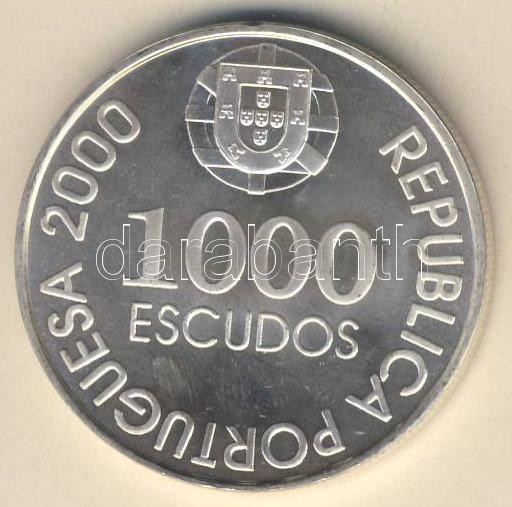 REPUBLICA PORTUGUESA 2000
1000
ESCUDOS
darabanth